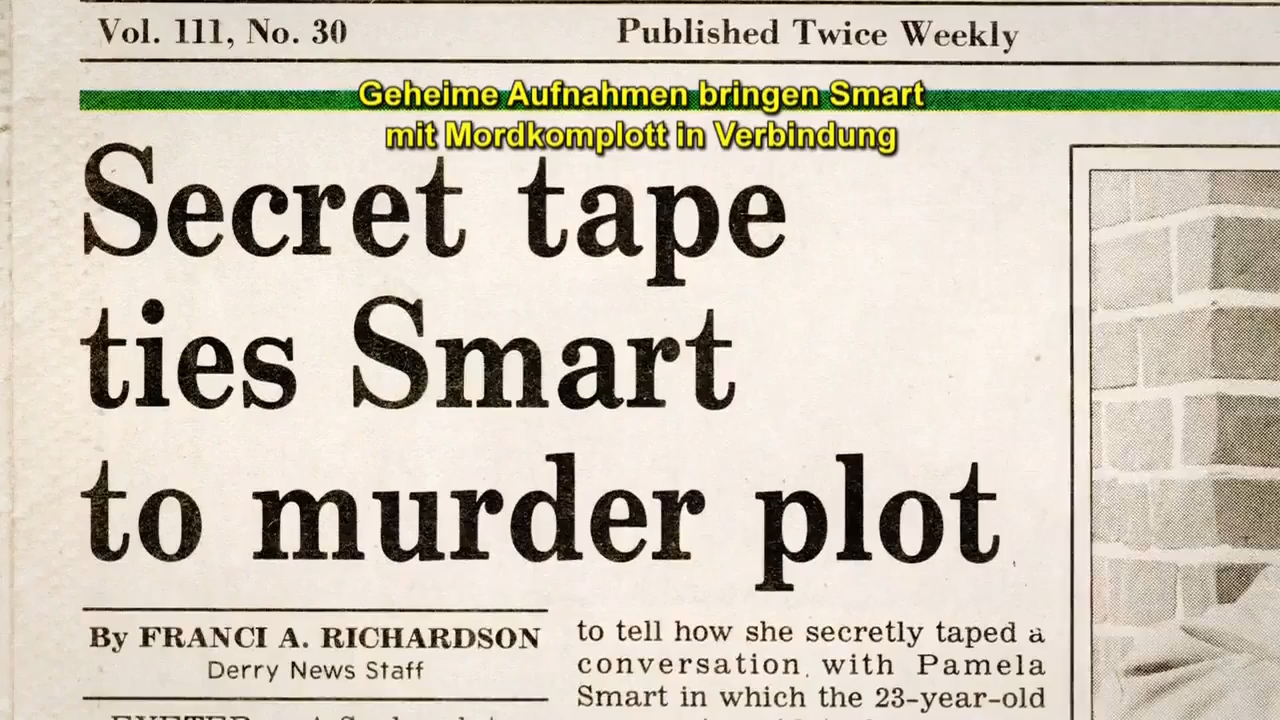 Vol. 111, No. 30
Published Twice Weekly
Geheime Aufnahmen bringen Smart
mit Mordkomplott in Verbindung
Secret tape
ties Smart
to murder plot
By FRANCI A. RICHARDSON
Derry News Staff
to tell how she secretly taped a
conversation with Pamela
Smart in which the 23-year-old